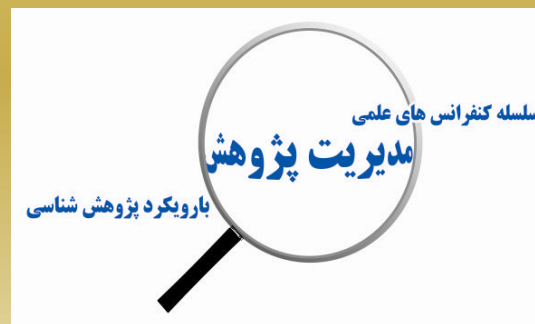 سلسله کنفرانس های علمی
مدیریت پژوهش
بارویکرد پژوهش شناسی